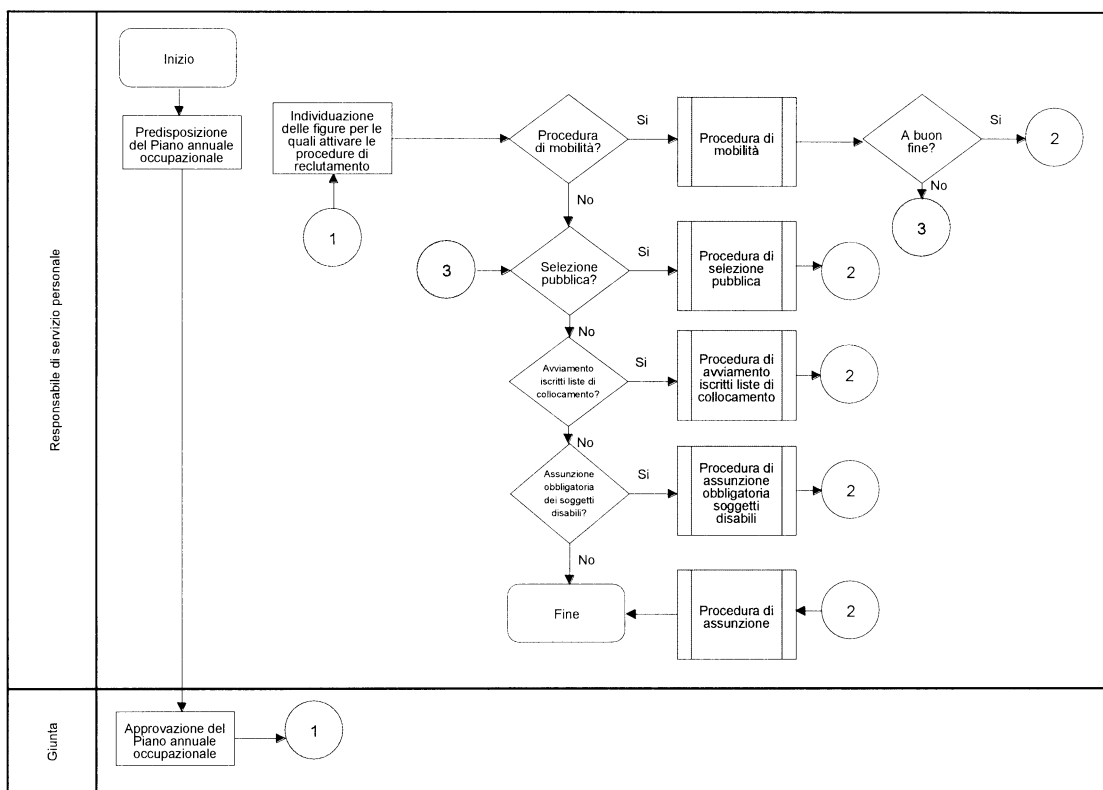 Responsabile di servizio personale
Inizio
Predisposizione
del Piano annuale
occupazionale
Individuazione
delle figure per le
quali attivare le
procedure di
reclutamento
1
Procedura
di mobilità?
Si
No
Procedura di
mobilità
A buon
fine?
Si
2
No
3
3
Selezione
pubblica?
Si
No
Procedura di
selezione
pubblica
2
Avviamento
iscritti liste di
collocamento?
Si
No
Procedura di
avviamento
iscritti liste di
collocamento
2
Assunzione
obbligatoria
dei soggetti
disabili?
Si
No
Procedura di
assunzione
obbligatoria
soggetti
disabili
2
Fine
Procedura di
assunzione
2
Giunta
Approvazione del
Piano annuale
occupazionale
1